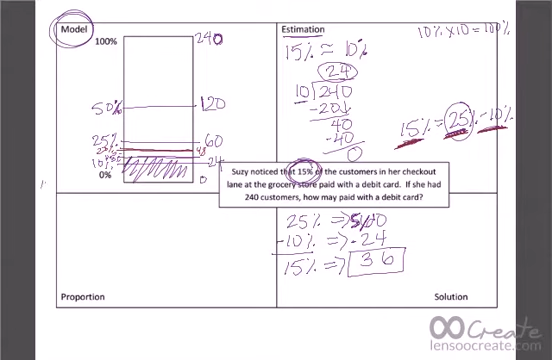 Model
100%
240
50%
120
25%
60
48
10%
24
0%
0
Estimation
10% x 10 = 100%
15% ≈ 10%
24
10 240
-20↓
40
-40
0
15% = 25% - 10%
Suzy noticed that 15% of the customers in her checkout
lane at the grocery store paid with a debit card. If she had
240 customers, how may paid with a debit card?
25% => 60
-10% => -24
15% => 36
Proportion
Solution
Create
lensoocreate.com